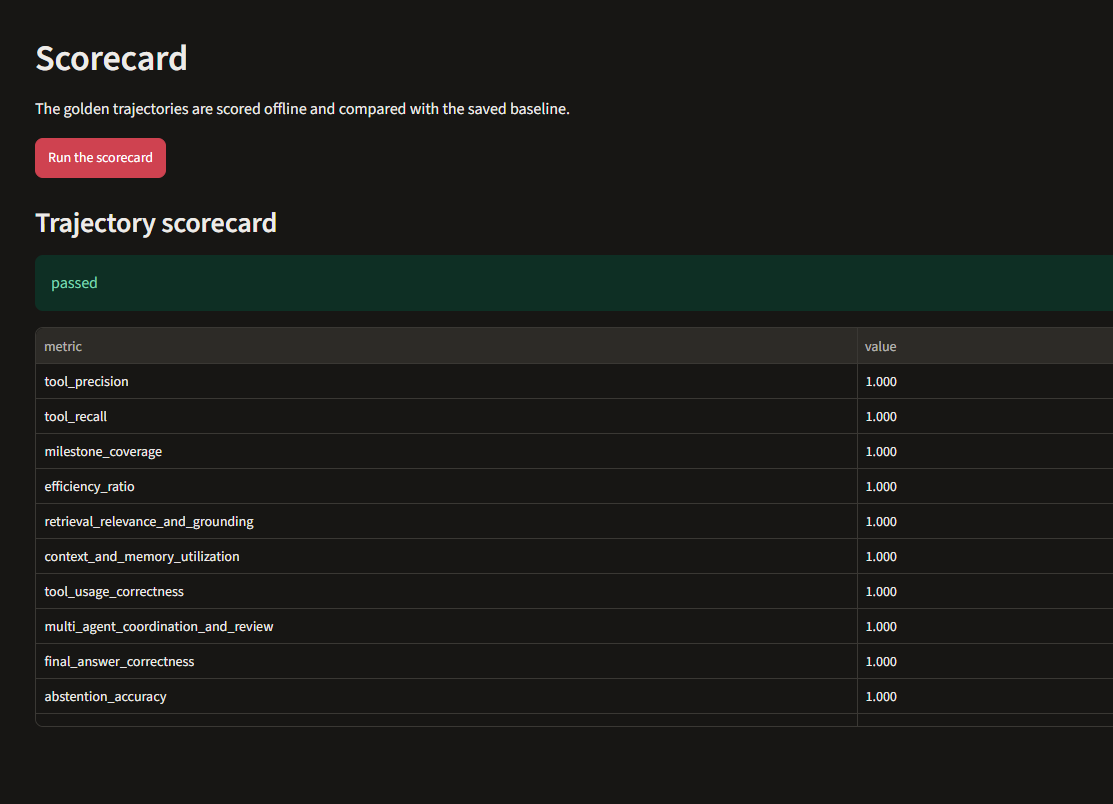 Scorecard
The golden trajectories are scored offline and compared with the saved baseline.
Run the scorecard
Trajectory scorecard
passed
metric value
tool_precision 1.000
tool_recall 1.000
milestone_coverage 1.000
efficiency_ratio 1.000
retrieval_relevance_and_grounding 1.000
context_and_memory_utilization 1.000
tool_usage_correctness 1.000
multi_agent_coordination_and_review 1.000
final_answer_correctness 1.000
abstention_accuracy 1.000